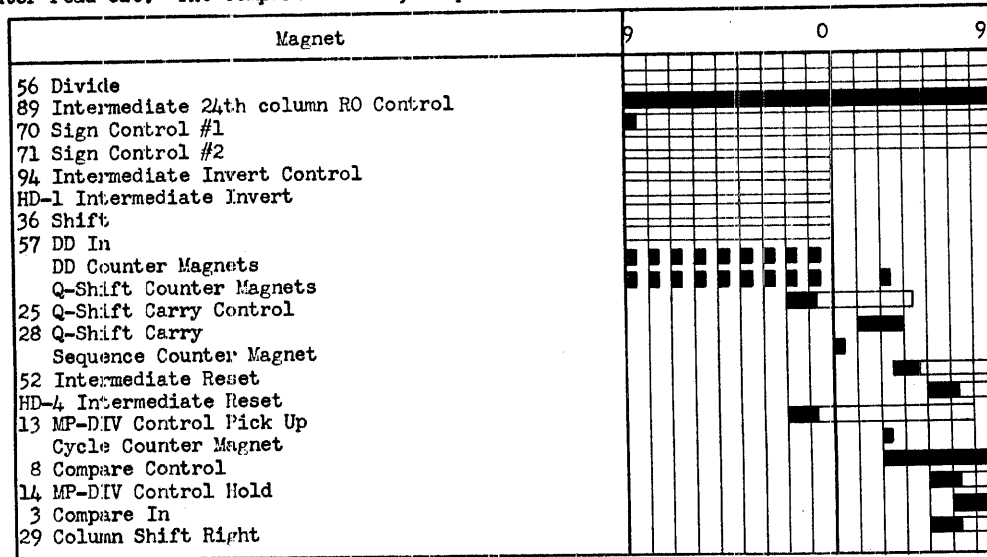 Magnet 9 0 9
56 Divide
89 Intermediate 24th column RO Control
70 Sign Control #1
71 Sign Control #2
94 Intermediate Invert Control
HD-1 Intermediate Invert
36 Shift
57 DD In
DD Counter Magnets
Q-Shift Counter Magnets
25 Q-Shift Carry Control
28 Q-Shift Carry
Sequence Counter Magnet
52 Intermediate Reset
HD-4 Intermediate Reset
13 MP-DIV Control Pick Up
Cycle Counter Magnet
8 Compare Control
14 MP-DIV Control Hold
3 Compare In
29 Column Shift Right